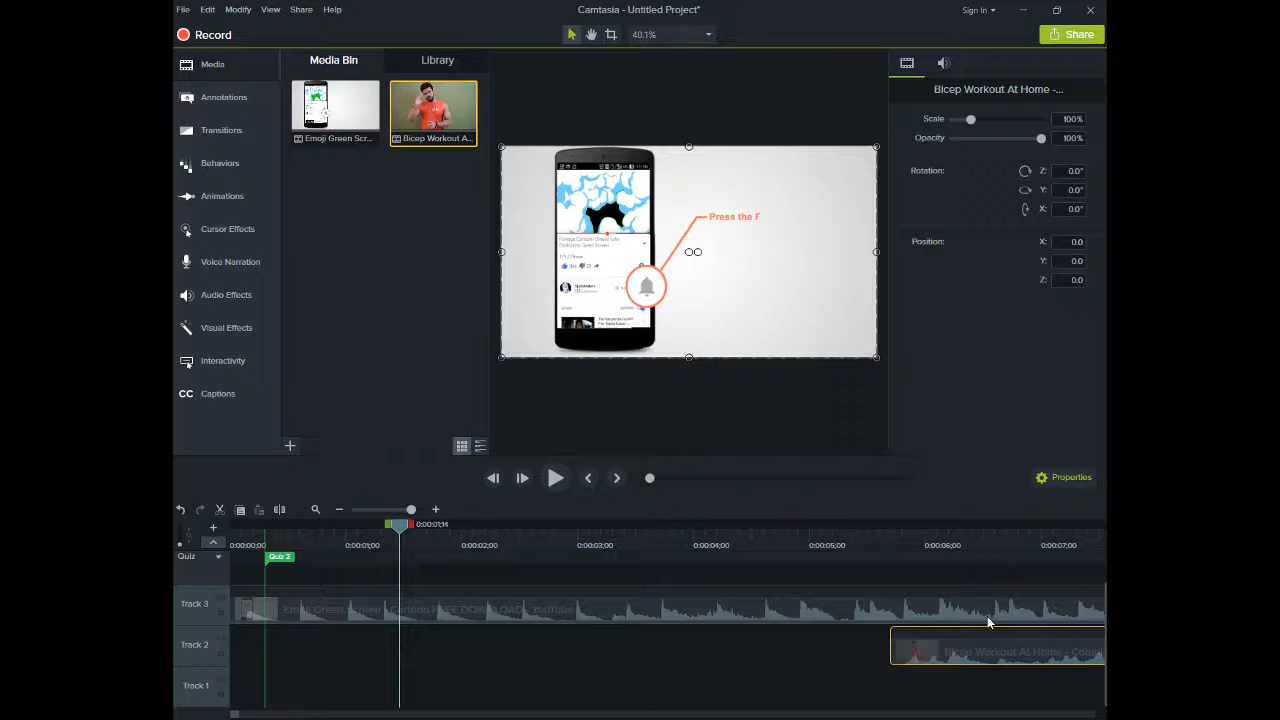 File Edit Modify View Share Help
Camtasia - Untitled Project*
Sign In
Record
40.1%
Share
Media
Annotations
Transitions
Behaviors
Animations
Cursor Effects
Voice Narration
Audio Effects
Visual Effects
Interactivity
CC Captions
Media Bin Library
Emoji Green Scr... Bicep Workout A...
Press the F
Bicep Workout At Home -...
Scale 100%
Opacity 100%
Rotation: Z: 0.0°
Y: 0.0°
X: 0.0°
Position: X: 0.0
Y: 0.0
Z: 0.0
Properties
0:00:01;14
0:00:00;00 0:00:01;00 0:00:02;00 0:00:03;00 0:00:04;00 0:00:05;00 0:00:06;00 0:00:07;00
Quiz Quiz 2
Track 3 Emoji Green Screen Cartoon FREE DOWNLOAD - YouTube
Track 2 Bicep Workout At Home -
Track 1